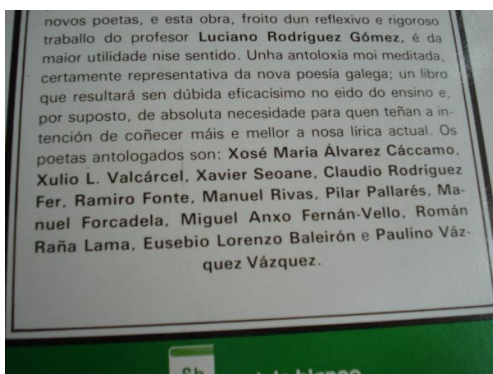 novos poetas, e esta obra, froito dun reflexivo e rigoroso
traballo do profesor Luciano Rodríguez Gómez, é da
maior utilidade nise sentido. Unha antoloxía moi meditada,
certamente representativa da nova poesía galega; un libro
que resultará sen dúbida eficacísimo no eido do ensino e,
por suposto, de absoluta necesidade para quen teñan a in-
tención de coñecer máis e mellor a nosa lírica actual. Os
poetas antologados son: Xosé María Álvarez Cáccamo,
Xulio L. Valcárcel, Xavier Seoane, Claudio Rodríguez
Fer, Ramiro Fonte, Manuel Rivas, Pilar Pallarés, Ma-
nuel Forcadela, Miguel Anxo Fernán-Vello, Román
Raña Lama, Eusebio Lorenzo Baleirón e Paulino Váz-
quez Vázquez.